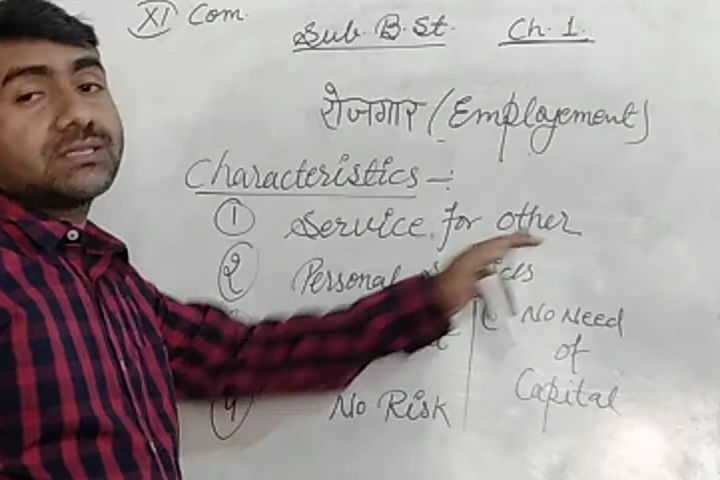 XI Com.
Sub. B.St. Ch. 1.
रोजगार (Employement)
Characteristics -:
① Service for other
② Personal
No Need
of
④ No Risk
Capital